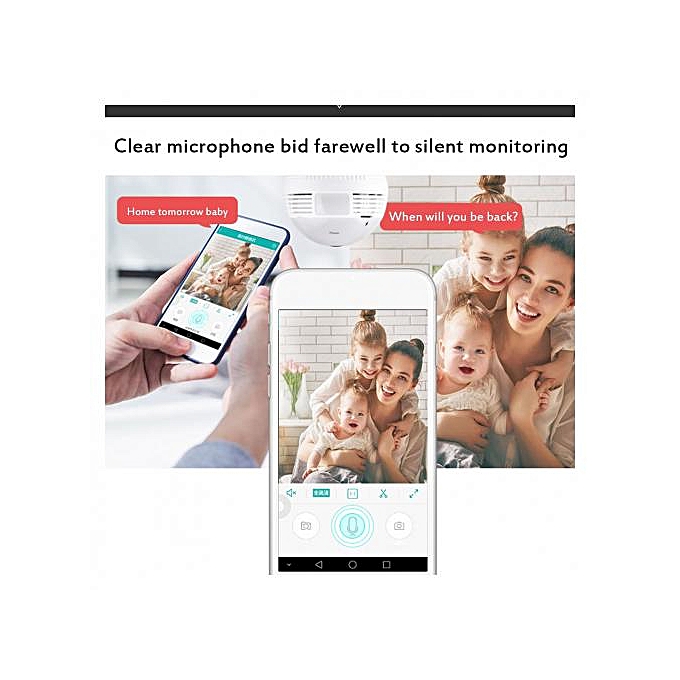 Clear microphone bid farewell to silent monitoring
Home tomorrow baby
When will you be back?